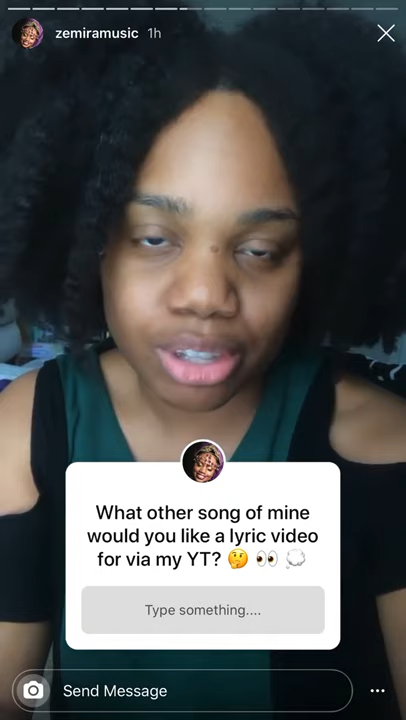 zemiramusic 1h
What other song of mine
would you like a lyric video
for via my YT? 🤔 👀 💭
Type something....
Send Message